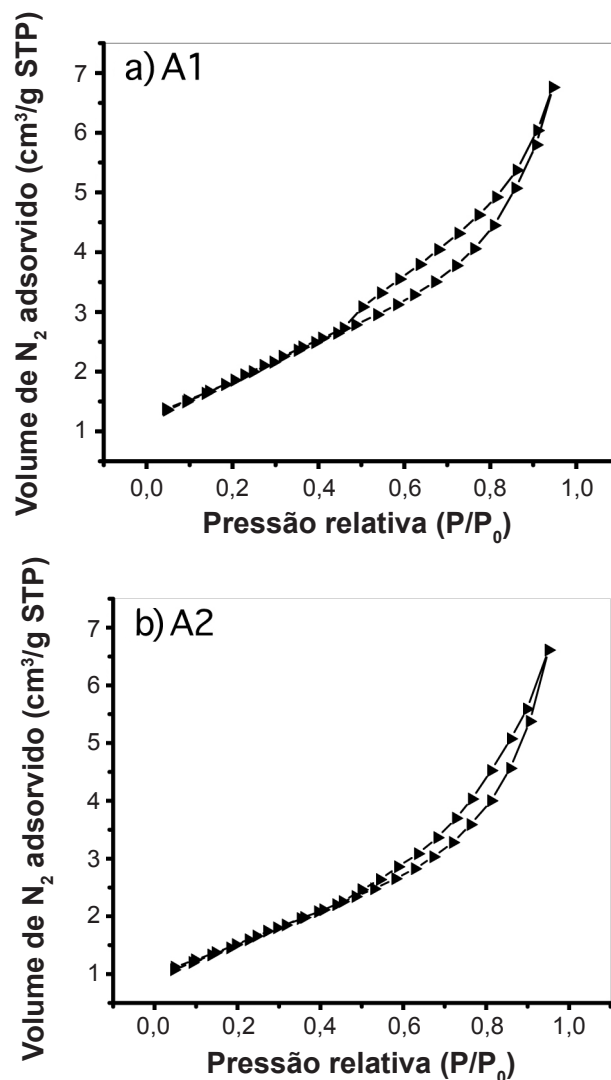 a) A1
Volume de N₂ adsorvido (cm³/g STP)
7
6
5
4
3
2
1
0,0 0,2 0,4 0,6 0,8 1,0
Pressão relativa (P/P₀)
b) A2
Volume de N₂ adsorvido (cm³/g STP)
7
6
5
4
3
2
1
0,0 0,2 0,4 0,6 0,8 1,0
Pressão relativa (P/P₀)